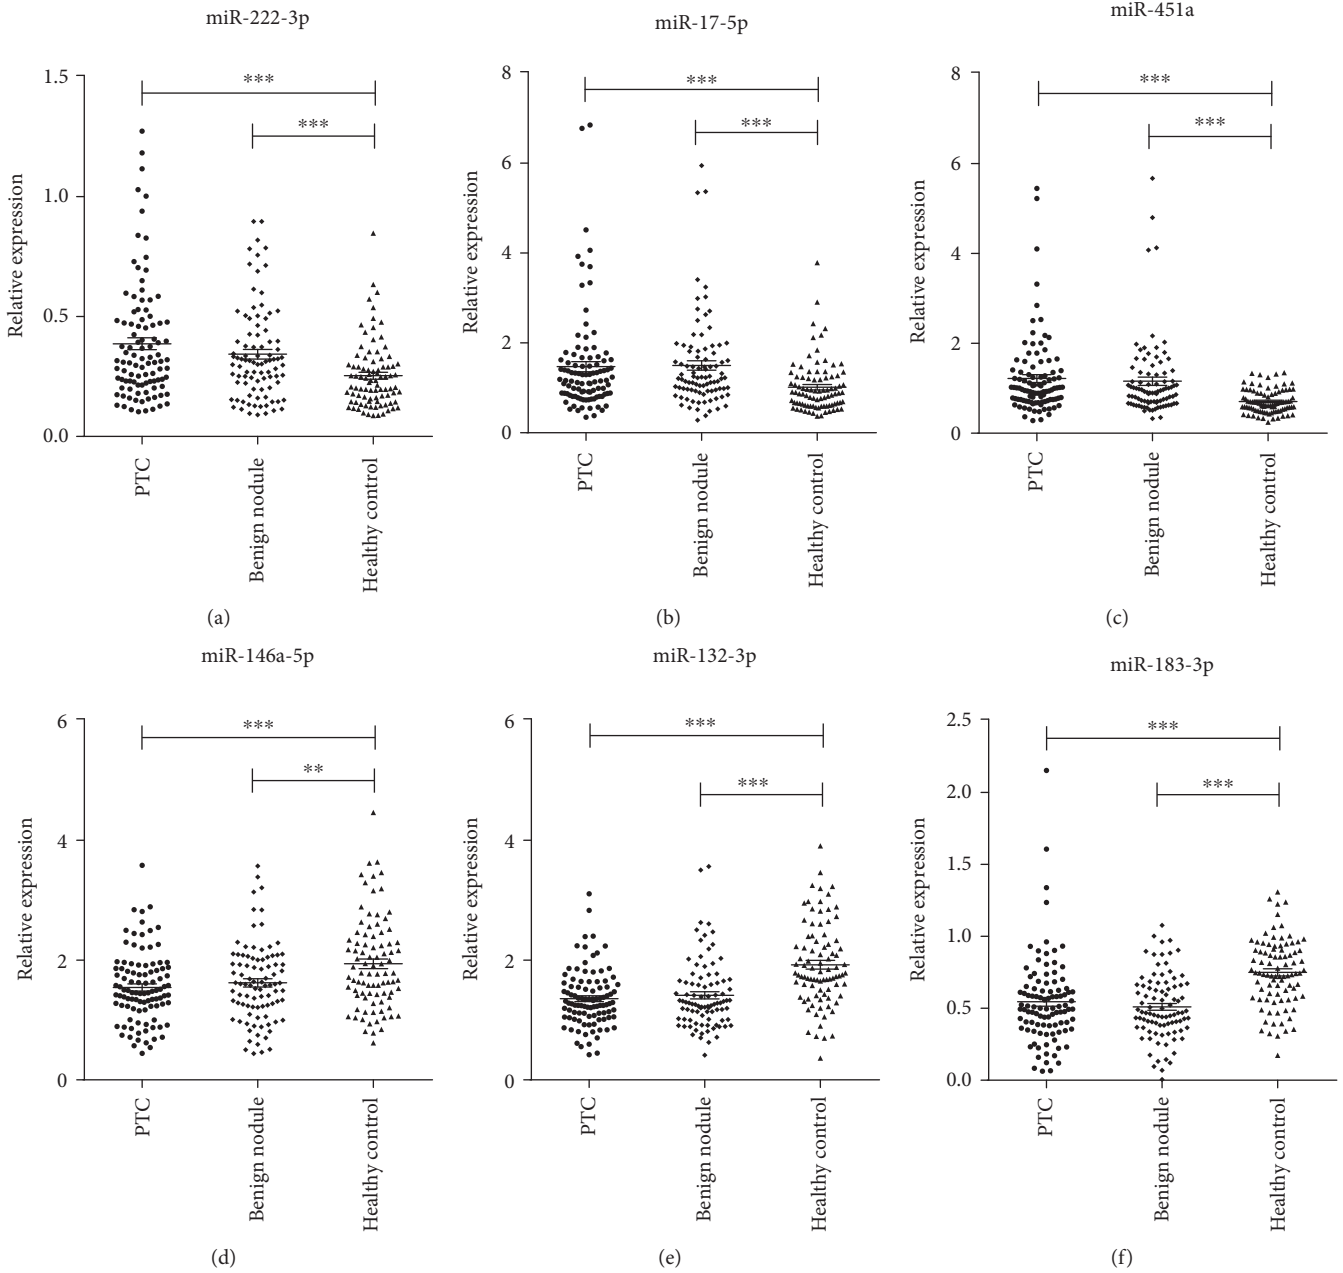 miR-222-3p
1.5
1.0
0.5
0.0
Relative expression
***
***
PTC
Benign nodule
Healthy control
(a)
miR-17-5p
8
6
4
2
0
Relative expression
***
***
PTC
Benign nodule
Healthy control
(b)
miR-451a
8
6
4
2
0
Relative expression
***
***
PTC
Benign nodule
Healthy control
(c)
miR-146a-5p
6
4
2
0
Relative expression
***
**
PTC
Benign nodule
Healthy control
(d)
miR-132-3p
6
4
2
0
Relative expression
***
***
PTC
Benign nodule
Healthy control
(e)
miR-183-3p
2.5
2.0
1.5
1.0
0.5
0.0
Relative expression
***
***
PTC
Benign nodule
Healthy control
(f)